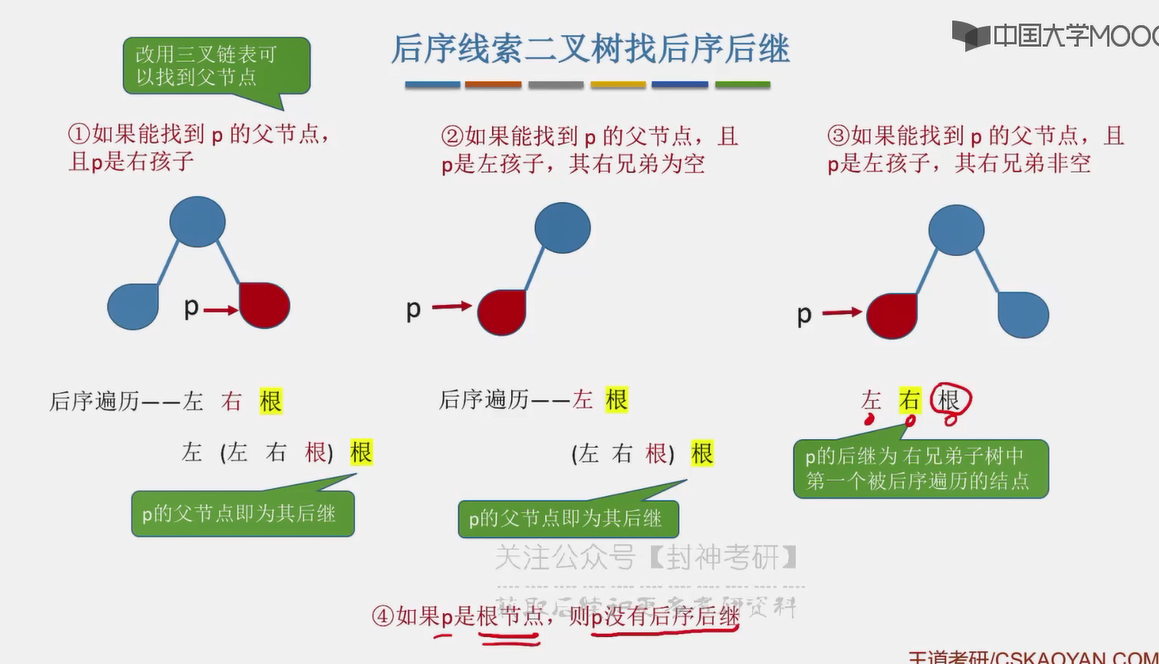 后序线索二叉树找后序后继
中国大学MOOC
改用三叉链表可
以找到父节点
①如果能找到 p 的父节点，
且p是右孩子
p
后序遍历——左 右 根
左 (左 右 根) 根
p的父节点即为其后继
②如果能找到 p 的父节点，且
p是左孩子，其右兄弟为空
p
后序遍历——左 根
(左 右 根) 根
p的父节点即为其后继
③如果能找到 p 的父节点，且
p是左孩子，其右兄弟非空
p
左 右 根
p的后继为 右兄弟子树中
第一个被后序遍历的结点
关注公众号【封神考研】
④如果p是根节点，则p没有后序后继
王道考研/CSKAOYAN.COM